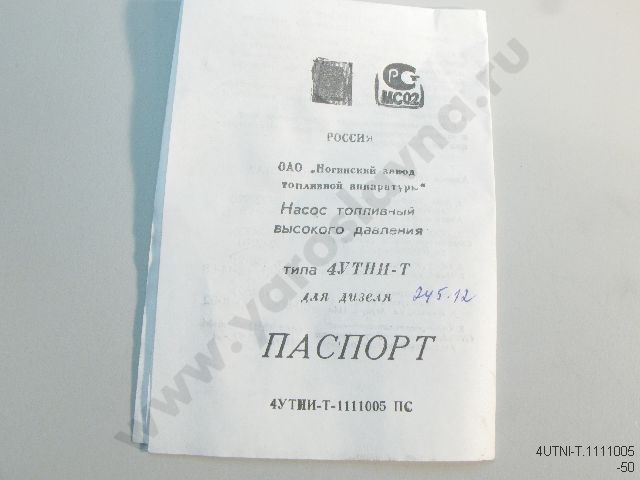 РС
МС02
РОССИЯ
ОАО „Ногинский завод
топливной аппаратуры"
Насос топливный
высокого давления
типа 4УТНИ-Т
для дизеля 245.12
ПАСПОРТ
4УТНИ-Т-1111005 ПС
www.yaroslavna.ru
4UTNI-T.1111005
-50